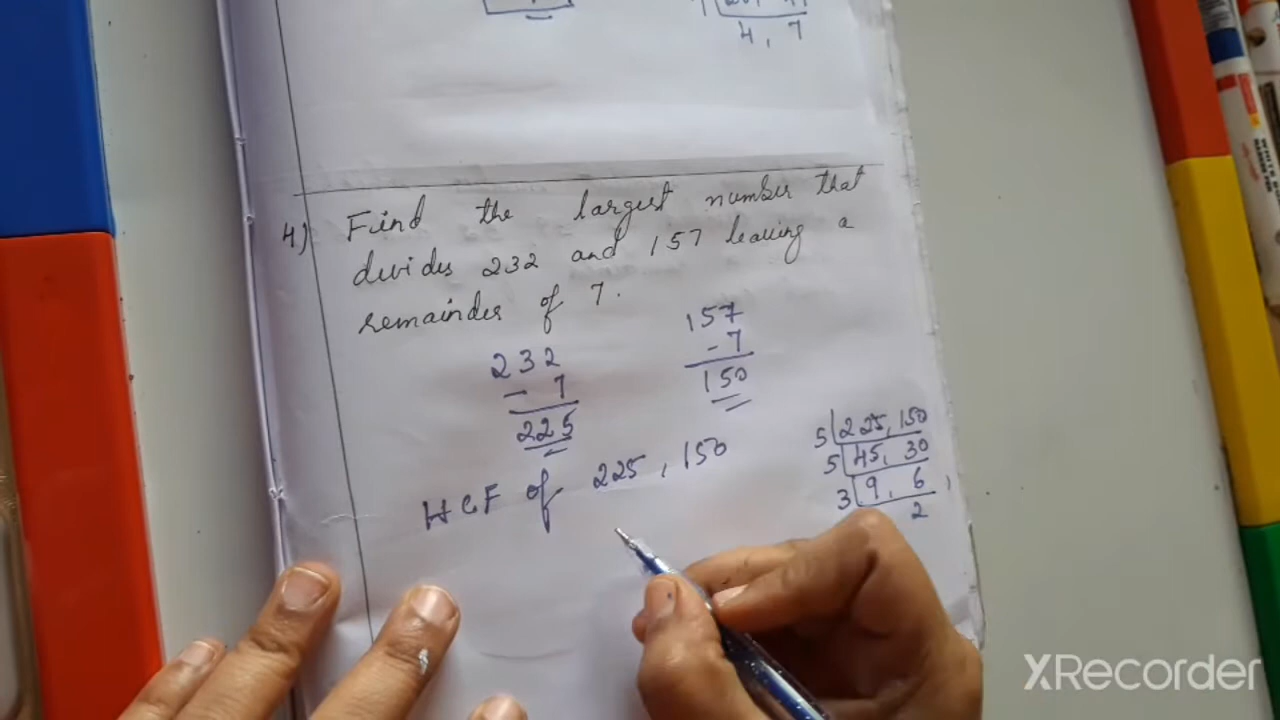 4, 7
4) Find the largest number that
divides 232 and 157 leaving a
remainder of 7.
232
- 7
225
157
- 7
150
HCF of 225, 150
5 225, 150
5 45, 30
3 9, 6
2
XRecorder